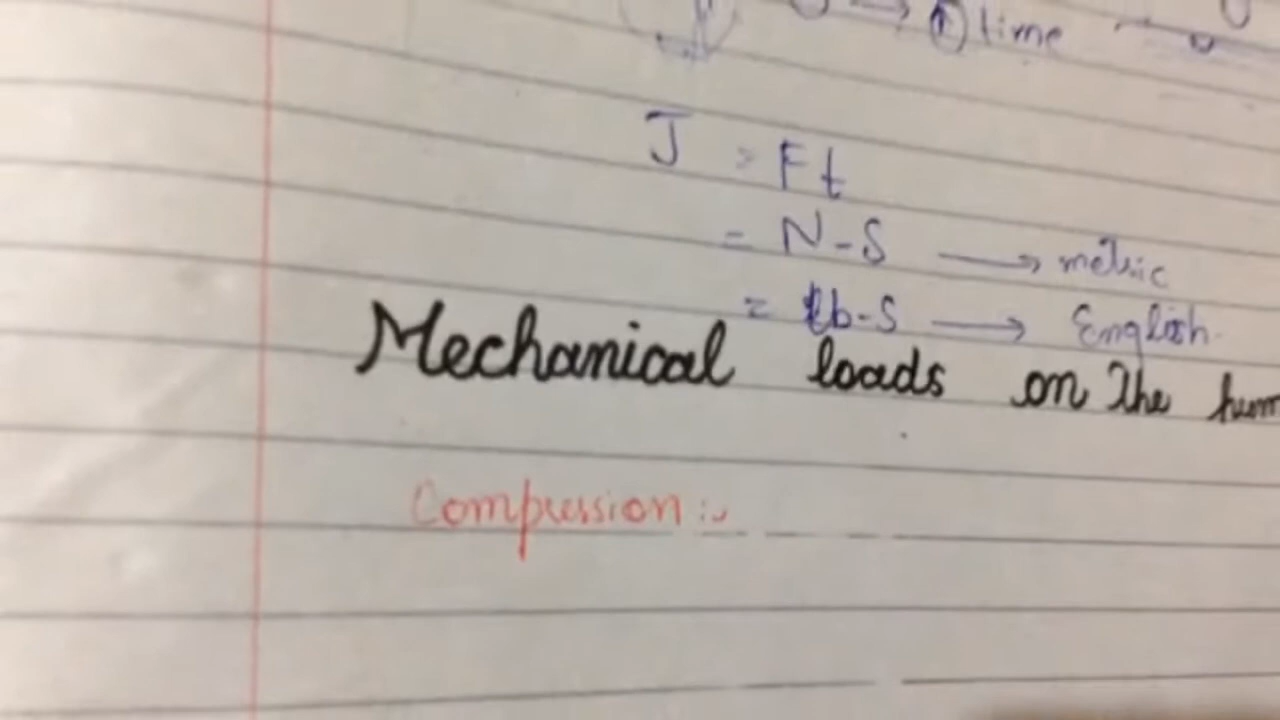 → time
J = Ft
= N-S → metric
= lb-S → English.
Mechanical loads on the
Compression :-